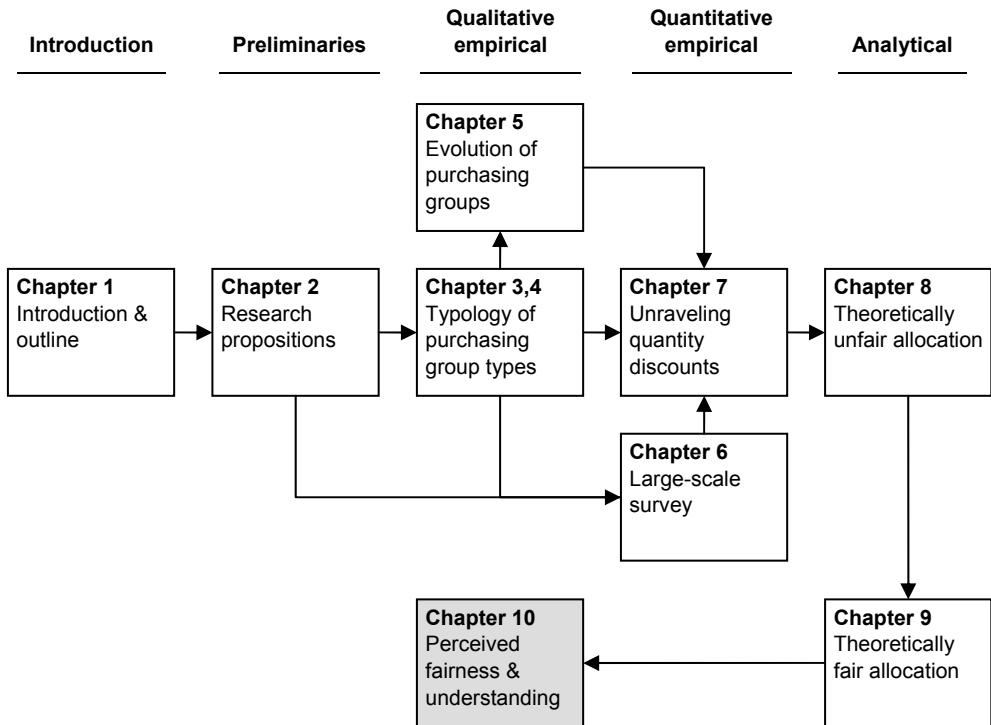 Introduction
Preliminaries
Qualitative
empirical
Quantitative
empirical
Analytical
Chapter 5
Evolution of
purchasing
groups
Chapter 1
Introduction &
outline
Chapter 2
Research
propositions
Chapter 3,4
Typology of
purchasing
group types
Chapter 7
Unraveling
quantity
discounts
Chapter 8
Theoretically
unfair allocation
Chapter 6
Large-scale
survey
Chapter 10
Perceived
fairness &
understanding
Chapter 9
Theoretically
fair allocation